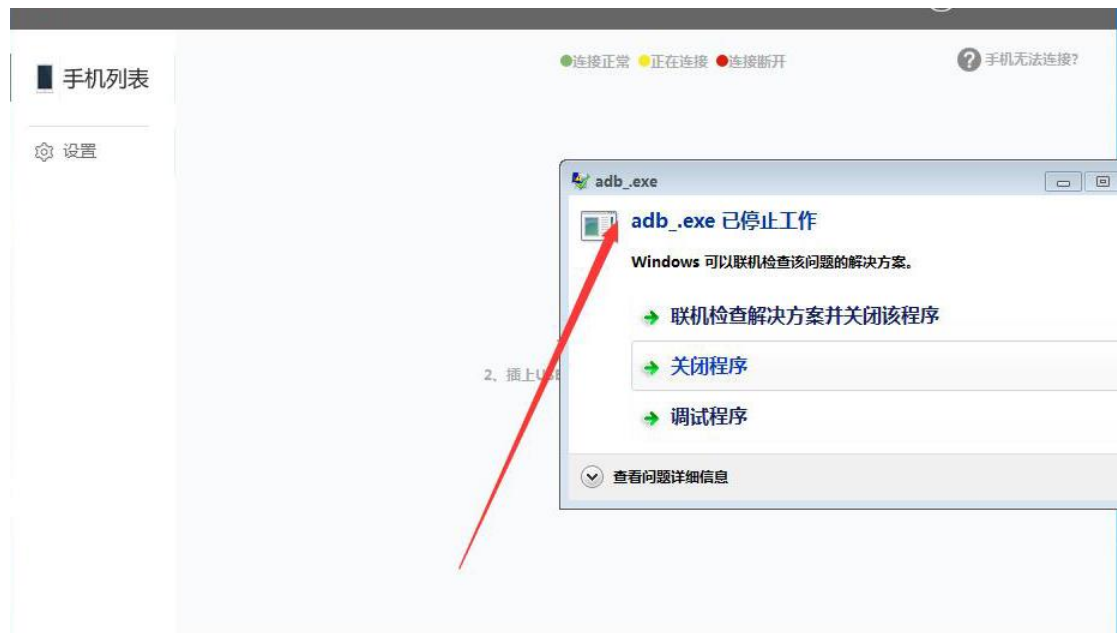 手机列表
设置
●连接正常 ●正在连接 ●连接断开
? 手机无法连接?
adb_.exe
adb_.exe 已停止工作
Windows 可以联机检查该问题的解决方案。
联机检查解决方案并关闭该程序
2、插上US
关闭程序
调试程序
查看问题详细信息